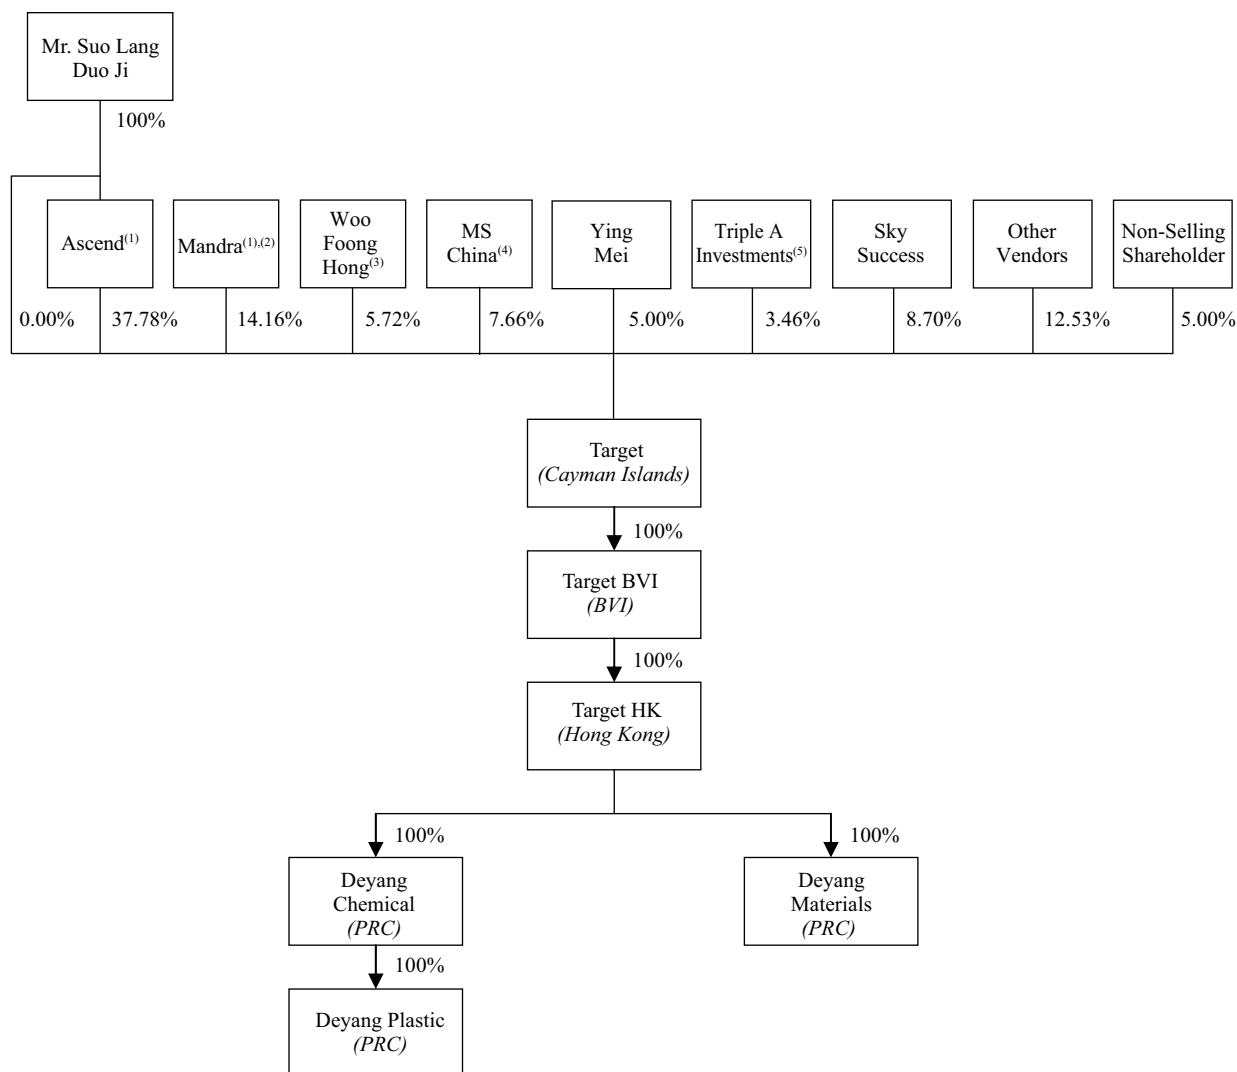 Mr. Suo Lang
Duo Ji
100%
Ascend(1)
Mandra(1),(2)
Woo
Foong
Hong(3)
MS
China(4)
Ying
Mei
Triple A
Investments(5)
Sky
Success
Other
Vendors
Non-Selling
Shareholder
0.00%
37.78%
14.16%
5.72%
7.66%
5.00%
3.46%
8.70%
12.53%
5.00%
Target
(Cayman Islands)
100%
Target BVI
(BVI)
100%
Target HK
(Hong Kong)
100%
100%
Deyang
Chemical
(PRC)
Deyang
Materials
(PRC)
100%
Deyang Plastic
(PRC)